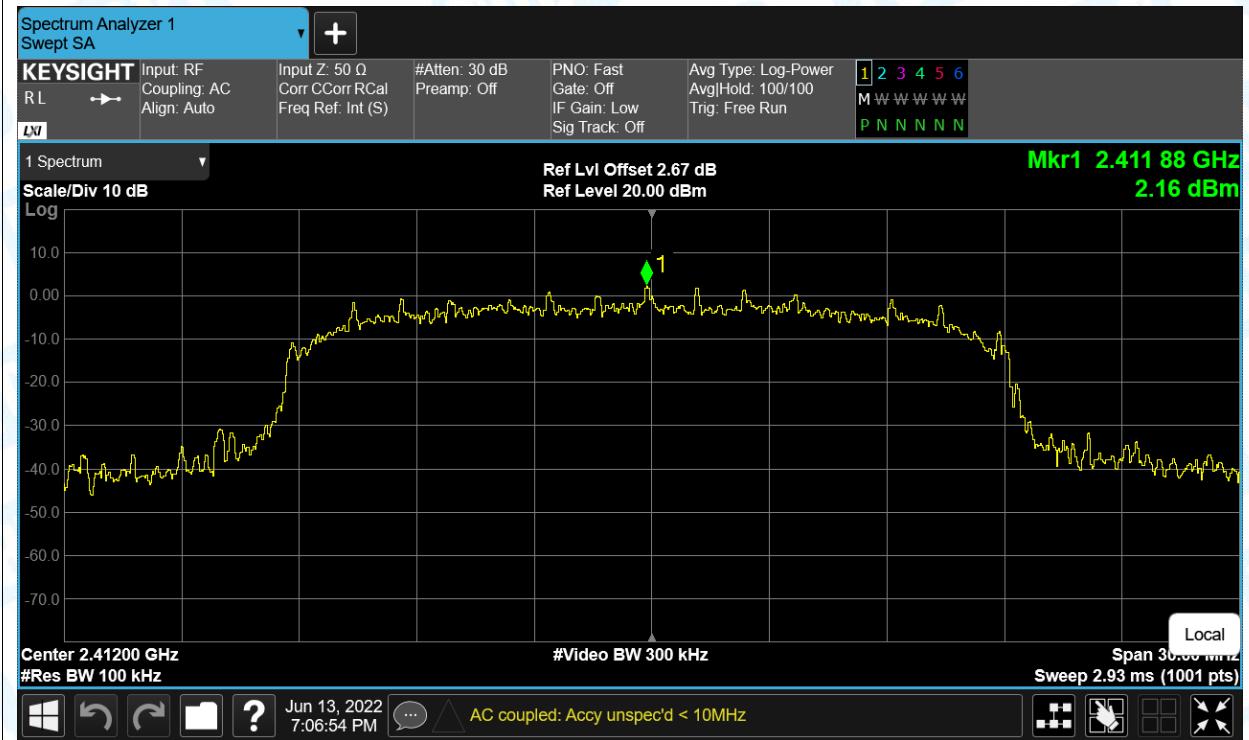 Spectrum Analyzer 1
Swept SA
KEYSIGHT
R L
LXI
Input: RF
Coupling: AC
Align: Auto
Input Z: 50 Ω
Corr CCorr RCal
Freq Ref: Int (S)
#Atten: 30 dB
Preamp: Off
PNO: Fast
Gate: Off
IF Gain: Low
Sig Track: Off
Avg Type: Log-Power
Avg|Hold: 100/100
Trig: Free Run
1 2 3 4 5 6
M W W W W W
P N N N N N
1 Spectrum
Scale/Div 10 dB
Log
Ref Lvl Offset 2.67 dB
Ref Level 20.00 dBm
Mkr1 2.411 88 GHz
2.16 dBm
10.0
1
0.00
-10.0
-20.0
-30.0
-40.0
-50.0
-60.0
-70.0
Local
Center 2.41200 GHz
#Video BW 300 kHz
Span 30.00 MHz
#Res BW 100 kHz
Sweep 2.93 ms (1001 pts)
?
Jun 13, 2022
7:06:54 PM
AC coupled: Accy unspec'd < 10MHz